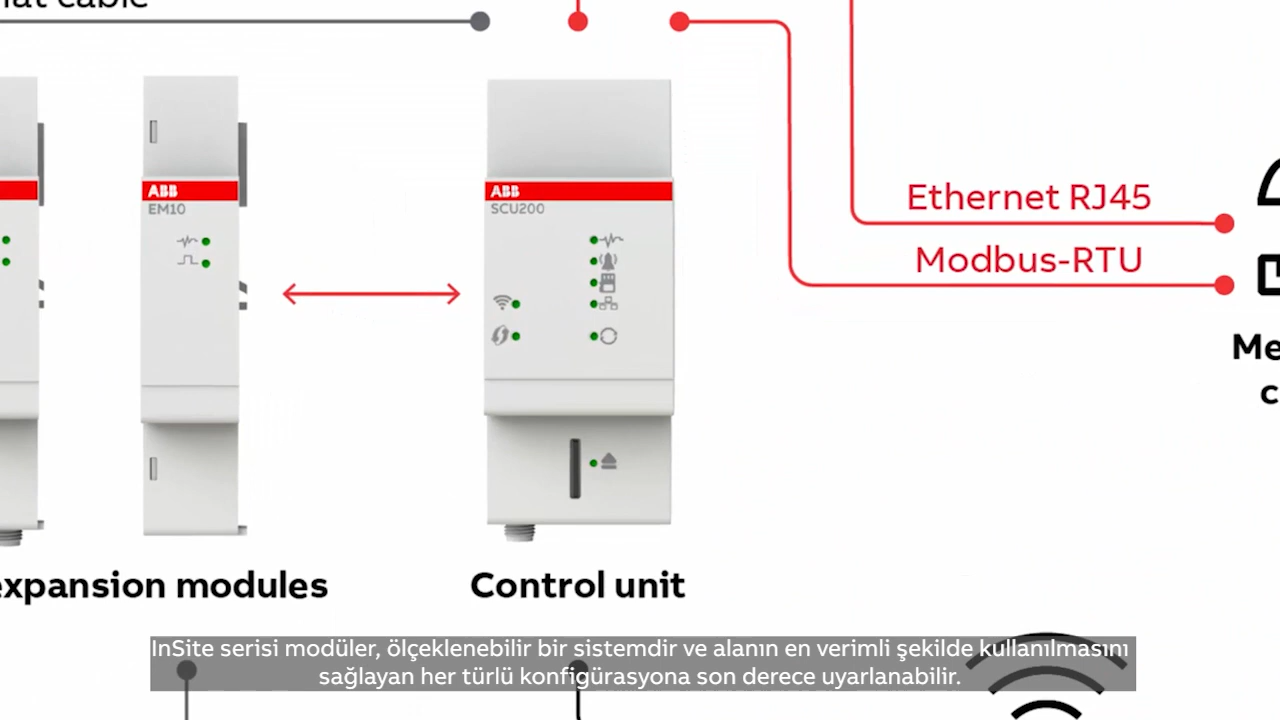 cable
Ethernet RJ45
Modbus-RTU
ABB
EM10
ABB
SCU200
expansion modules
Control unit
InSite serisi modüler, ölçeklenebilir bir sistemdir ve alanın en verimli şekilde kullanılmasını
sağlayan her türlü konfigürasyona son derece uyarlanabilir.